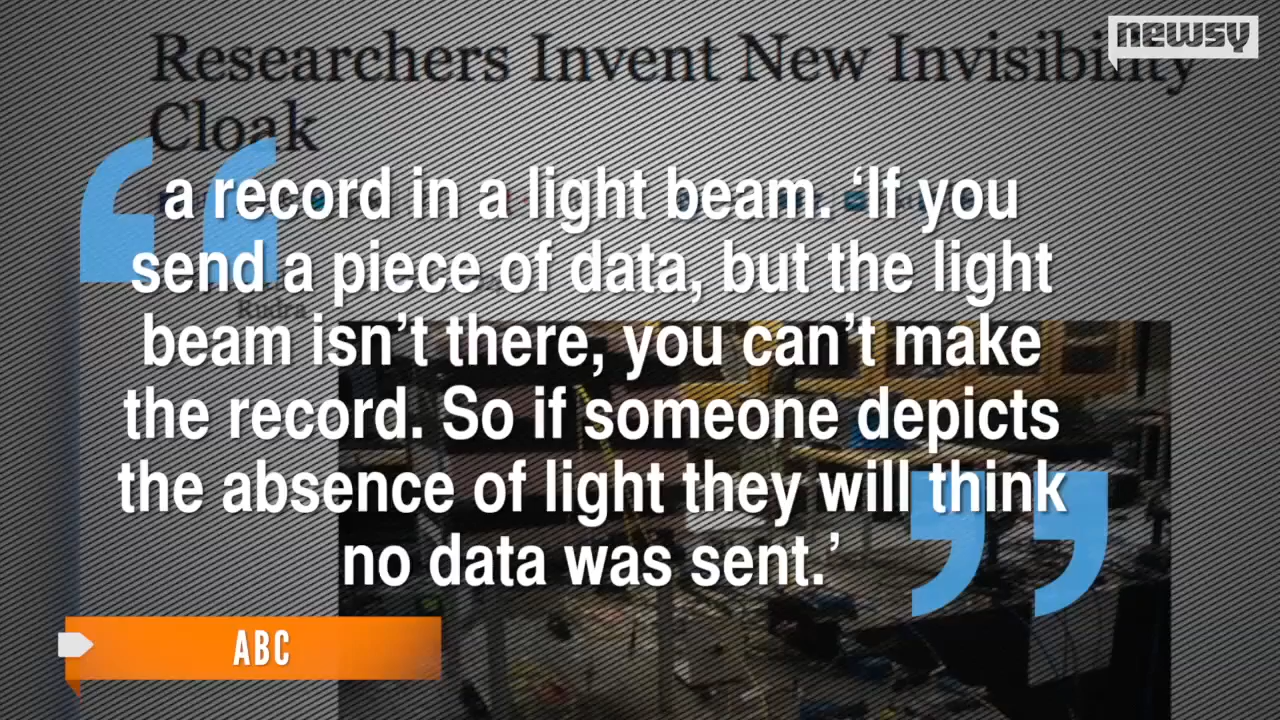 newsy
Researchers Invent New Invisibility
Cloak
a record in a light beam. ‘If you
send a piece of data, but the light
beam isn’t there, you can’t make
the record. So if someone depicts
the absence of light they will think
no data was sent.’
ABC